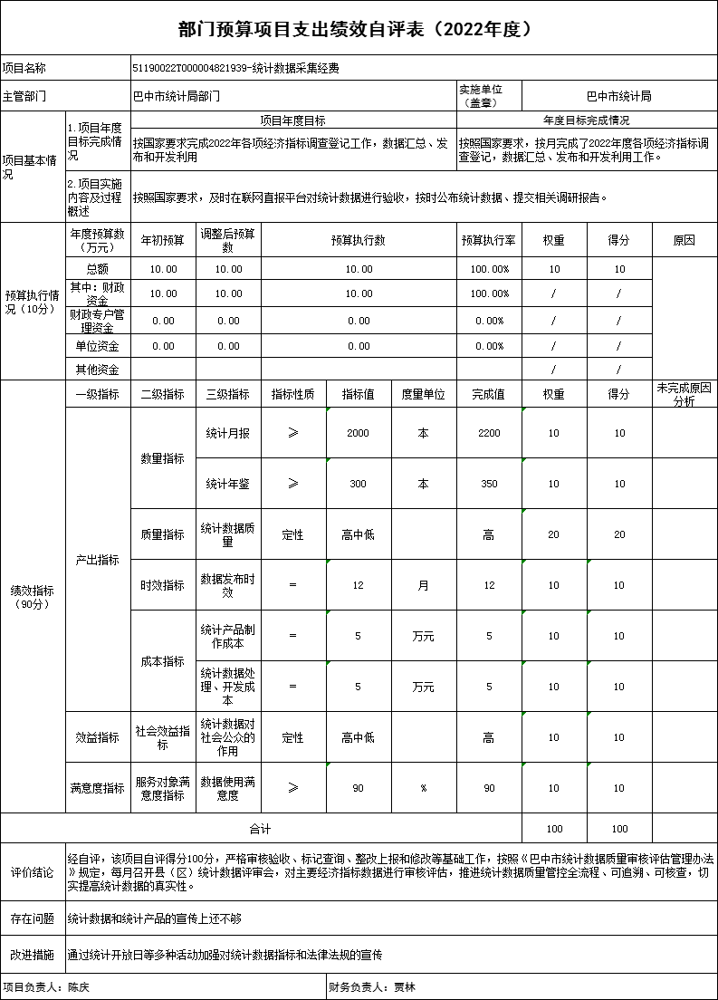 部门预算项目支出绩效自评表（2022年度）
项目名称 51190022T000004821939-统计数据采集经费
主管部门 巴中市统计局部门 实施单位（盖章） 巴中市统计局
项目基本情况 1.项目年度目标完成情况 项目年度目标 年度目标完成情况
按国家要求完成2022年各项经济指标调查登记工作，数据汇总、发布和开发利用 按照国家要求，按月完成了2022年度各项经济指标调查登记，数据汇总、发布和开发利用工作。
2.项目实施内容及过程概述 按照国家要求，及时在联网直报平台对统计数据进行验收，按时公布统计数据、提交相关调研报告。
预算执行情况（10分） 年度预算数（万元） 年初预算 调整后预算数 预算执行数 预算执行率 权重 得分 原因
总额 10.00 10.00 10.00 100.00% 10 10
其中：财政资金 10.00 10.00 10.00 100.00% / /
财政专户管理资金 0.00 0.00 0.00 0.00% / /
单位资金 0.00 0.00 0.00 0.00% / /
其他资金 / /
绩效指标（90分） 一级指标 二级指标 三级指标 指标性质 指标值 度量单位 完成值 权重 得分 未完成原因分析
产出指标 数量指标 统计月报 ≥ 2000 本 2200 10 10
统计年鉴 ≥ 300 本 350 10 10
质量指标 统计数据质量 定性 高中低 高 20 20
时效指标 数据发布时效 = 12 月 12 10 10
成本指标 统计产品制作成本 = 5 万元 5 10 10
统计数据处理、开发成本 = 5 万元 5 10 10
效益指标 社会效益指标 统计数据对社会公众的作用 定性 高中低 高 10 10
满意度指标 服务对象满意度指标 数据使用满意度 ≥ 90 % 90 10 10
合计 100 100
评价结论 经自评，该项目自评得分100分，严格审核验收、标记查询、整改上报和修改等基础工作，按照《巴中市统计数据质量审核评估管理办法
》规定，每月召开县（区）统计数据评审会，对主要经济指标数据进行审核评估，推进统计数据质量管控全流程、可追溯、可核查，切
实提高统计数据的真实性。
存在问题 统计数据和统计产品的宣传上还不够
改进措施 通过统计开放日等多种活动加强对统计数据指标和法律法规的宣传
项目负责人：陈庆 财务负责人：贾林